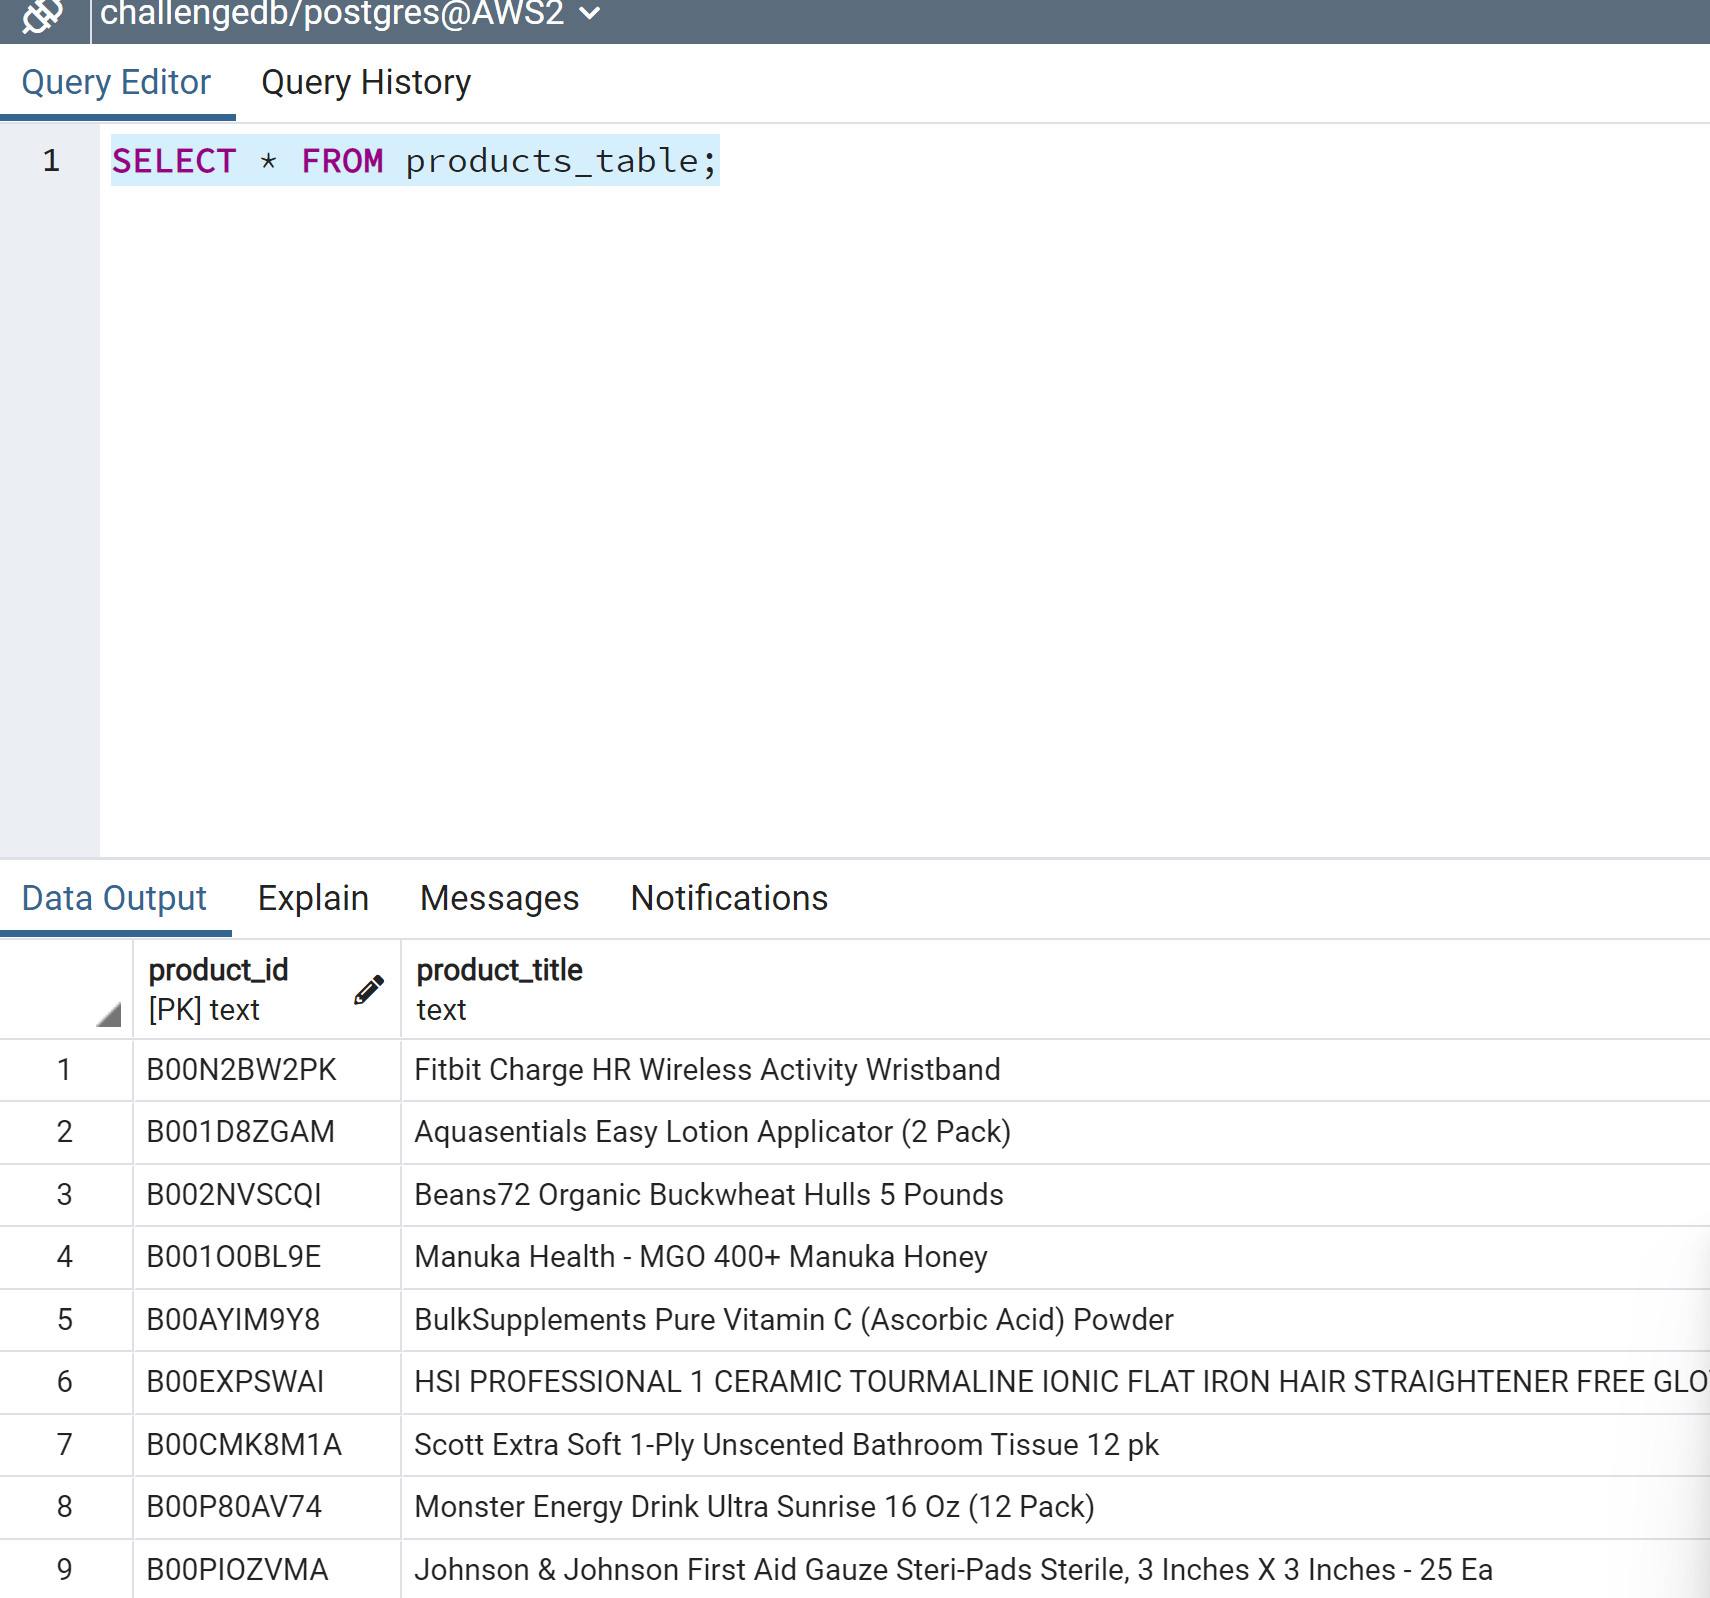 challengedb/postgres@AWS2
Query Editor Query History
1 SELECT * FROM products_table;
Data Output Explain Messages Notifications
product_id product_title
[PK] text text
1 B00N2BW2PK Fitbit Charge HR Wireless Activity Wristband
2 B001D8ZGAM Aquasentials Easy Lotion Applicator (2 Pack)
3 B002NVSCQI Beans72 Organic Buckwheat Hulls 5 Pounds
4 B001O0BL9E Manuka Health - MGO 400+ Manuka Honey
5 B00AYIM9Y8 BulkSupplements Pure Vitamin C (Ascorbic Acid) Powder
6 B00EXPSWAI HSI PROFESSIONAL 1 CERAMIC TOURMALINE IONIC FLAT IRON HAIR STRAIGHTENER FREE GLO
7 B00CMK8M1A Scott Extra Soft 1-Ply Unscented Bathroom Tissue 12 pk
8 B00P80AV74 Monster Energy Drink Ultra Sunrise 16 Oz (12 Pack)
9 B00PIOZVMA Johnson & Johnson First Aid Gauze Steri-Pads Sterile, 3 Inches X 3 Inches - 25 Ea